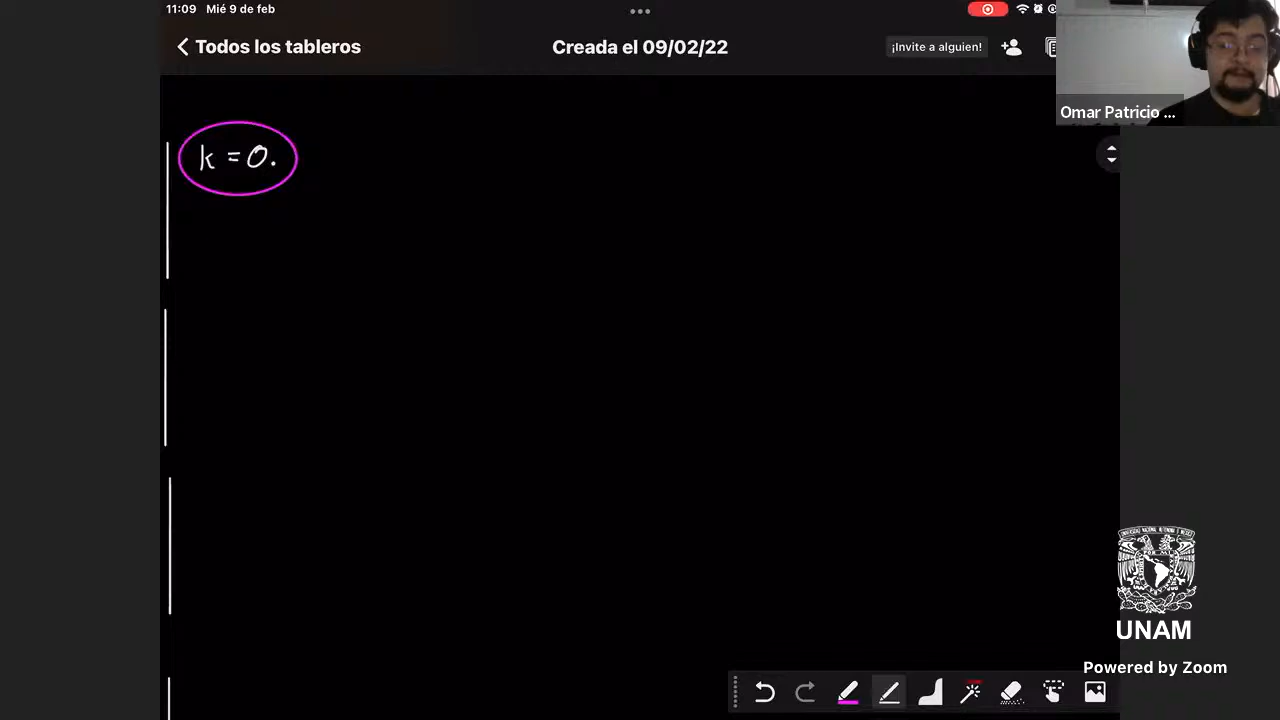 11:09 Mié 9 de feb
Todos los tableros
Creada el 09/02/22
¡Invite a alguien!
Omar Patricio ...
k = 0.
UNAM
Powered by Zoom